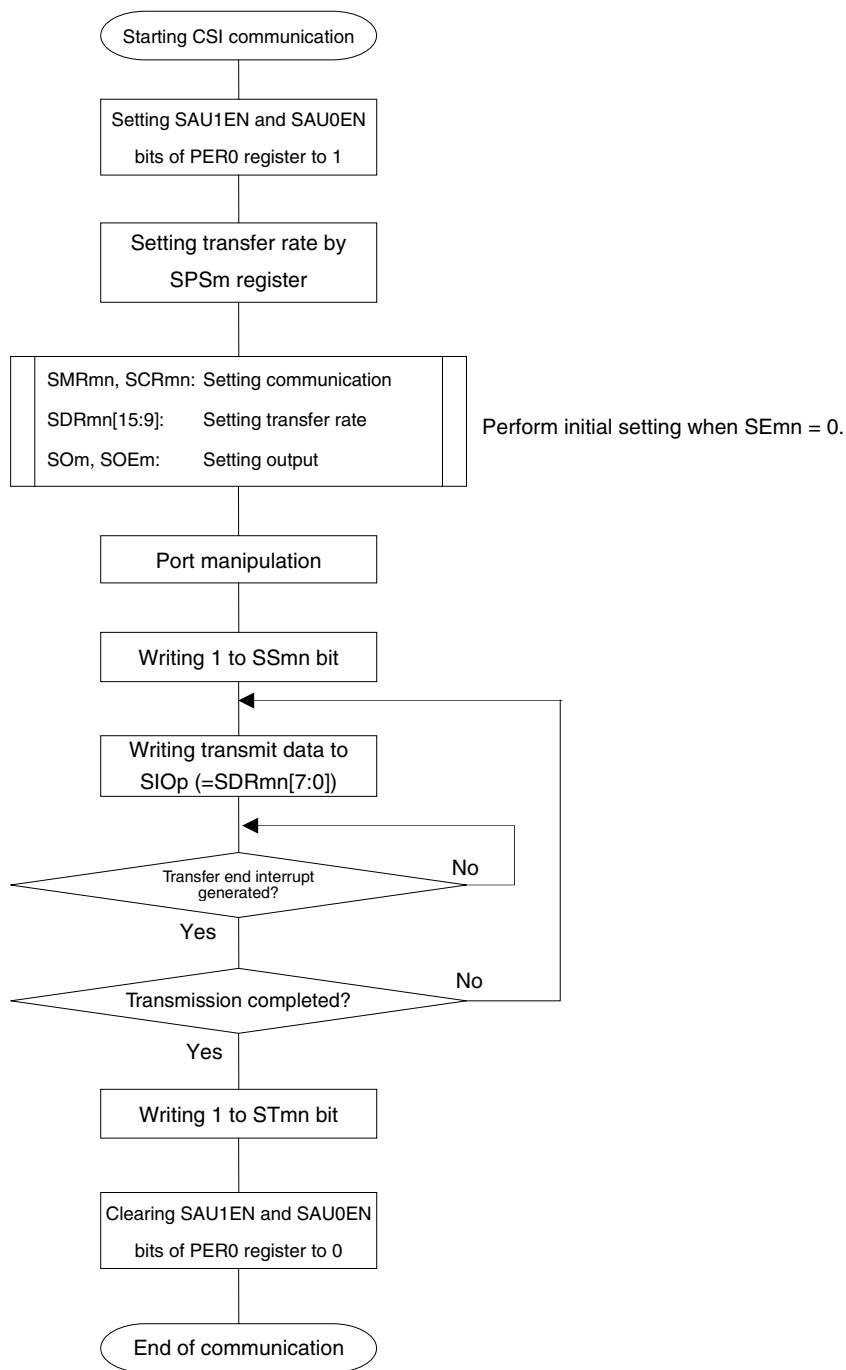 Starting CSI communication
Setting SAU1EN and SAU0EN
bits of PER0 register to 1
Setting transfer rate by
SPSm register
SMRmn, SCRmn: Setting communication
SDRmn[15:9]: Setting transfer rate
SOm, SOEm: Setting output
Perform initial setting when SEmn = 0.
Port manipulation
Writing 1 to SSmn bit
Writing transmit data to
SIOp (=SDRmn[7:0])
Transfer end interrupt
generated?
No
Yes
Transmission completed?
No
Yes
Writing 1 to STmn bit
Clearing SAU1EN and SAU0EN
bits of PER0 register to 0
End of communication